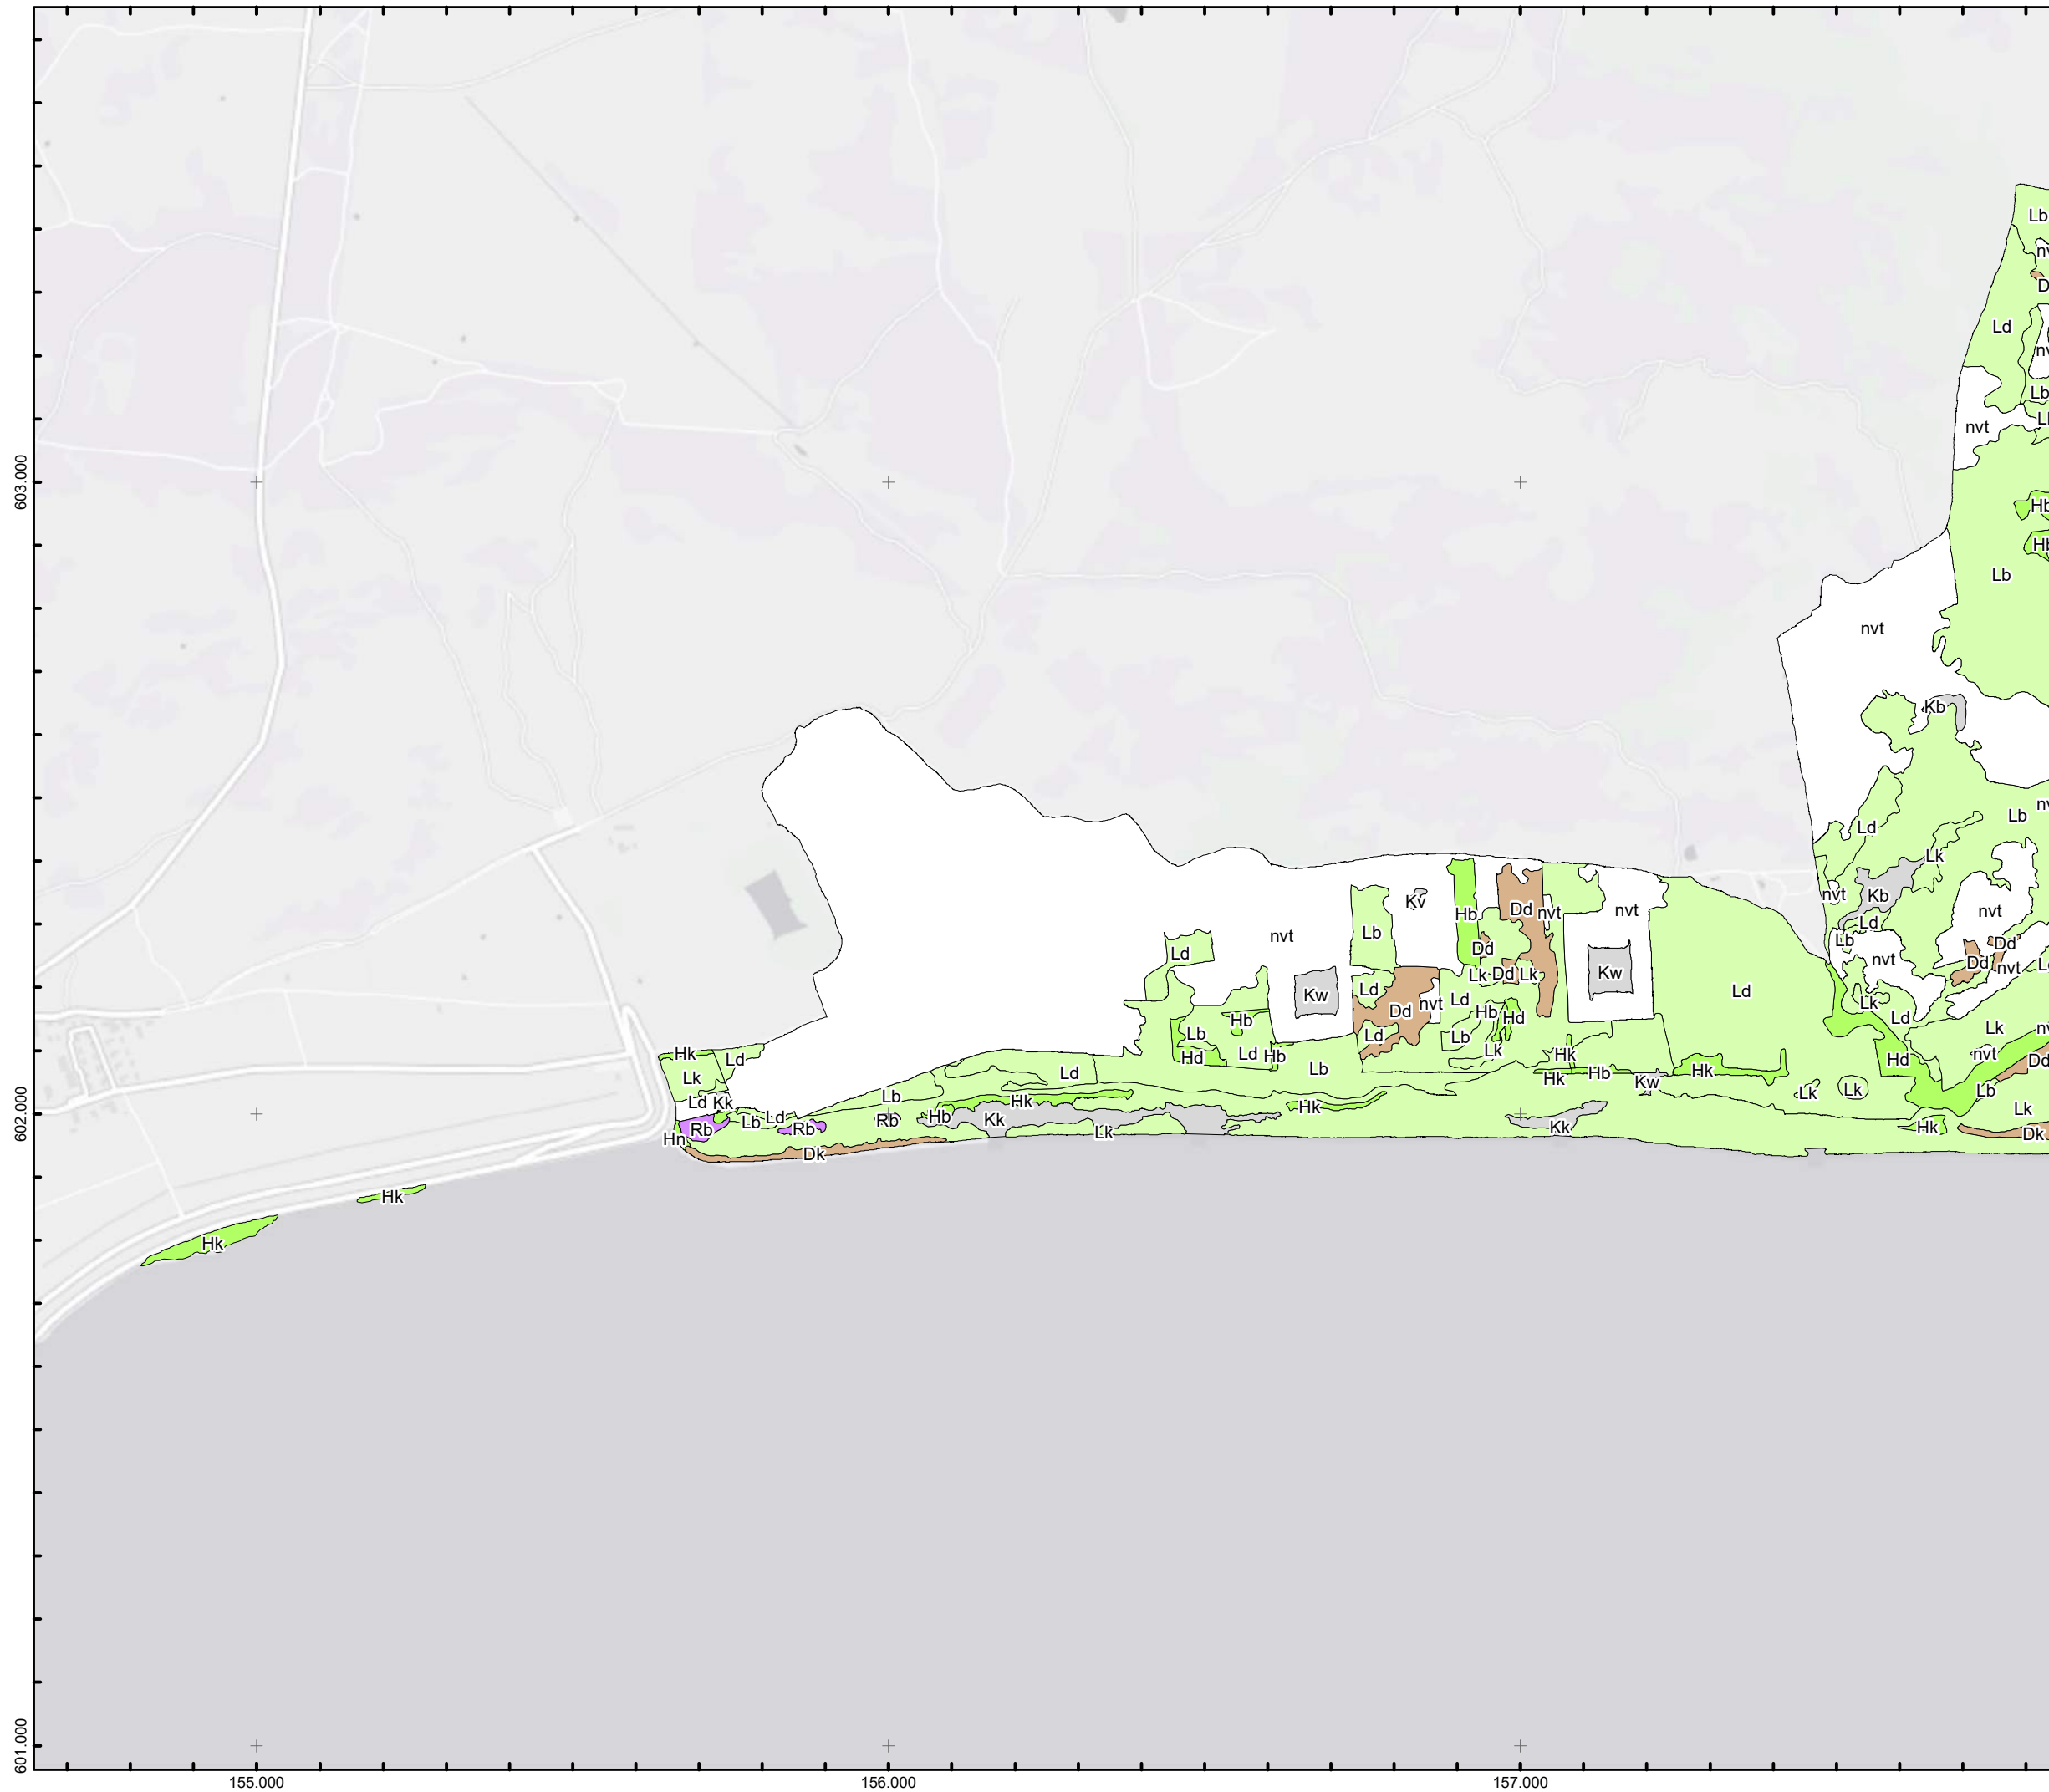 Lb
Ld
Lb
603.000
nvt
Hb
Lb
nvt
Kb
Lb
Ld
Lk
Kv
nvt
Kb
Lb
Hb
Dd
nvt
nvt
nvt
Ld
nvt
Lb
Dd
Ld
Dd
Dd
nvt
Kw
Lk
Dd
Lk
Kw
Ld
nvt
Ld
Ld
Lk
Dd
nvt
Hb
Hd
Ld
Lb
Hb
Ld
Lb
Lk
Hk
Ld
Hd
Ld
Hb
Lb
Lk
Hk
Hd
nvt
Dd
Lk
Ld
Hk
Hb
Kw
Hk
602.000
Ld
Kk
Lb
Hk
Hk
Lk
Lk
Lb
Lk
Rb
Lb
Ld
Rb
Rb
Hb
Kk
Lk
Kk
Hk
Dk
Hn
Dk
Hk
Hk
601.000
155.000
156.000
157.000